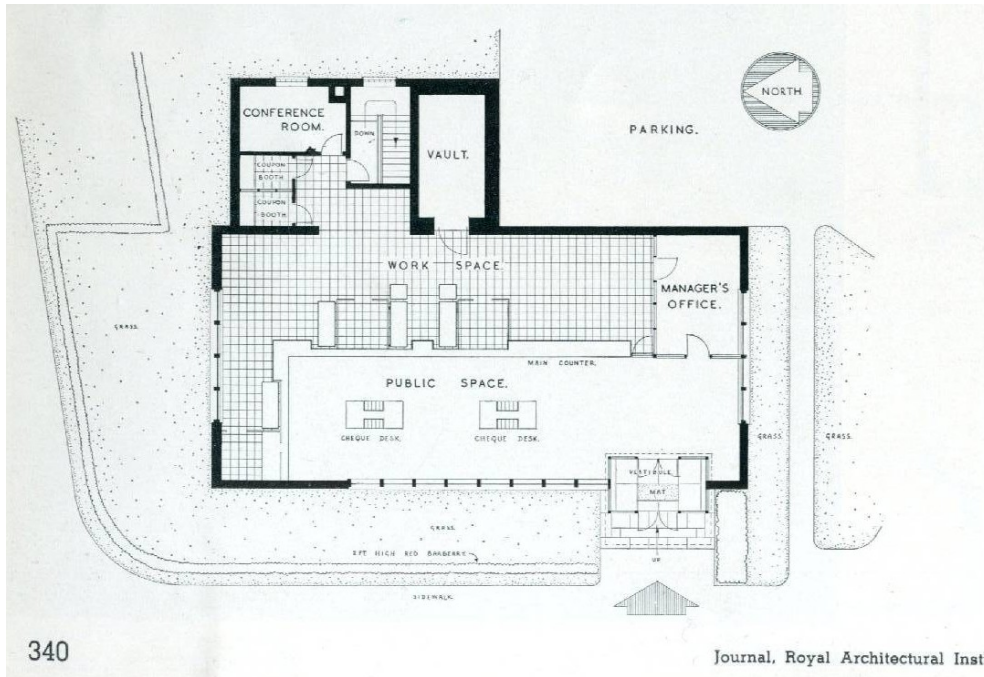 CONFERENCE
ROOM.
DOWN
VAULT.
PARKING.
NORTH
COUPON
BOOTH
COUPON
BOOTH
WORK SPACE
MANAGER'S
OFFICE.
GRASS
MAIN COUNTER.
PUBLIC SPACE.
CHEQUE DESK.
CHEQUE DESK.
GRASS
GRASS
VESTIBULE
MAT
GRASS
2FT HIGH RED BARBERRY
UP
SIDEWALK
340
Journal, Royal Architectural Inst